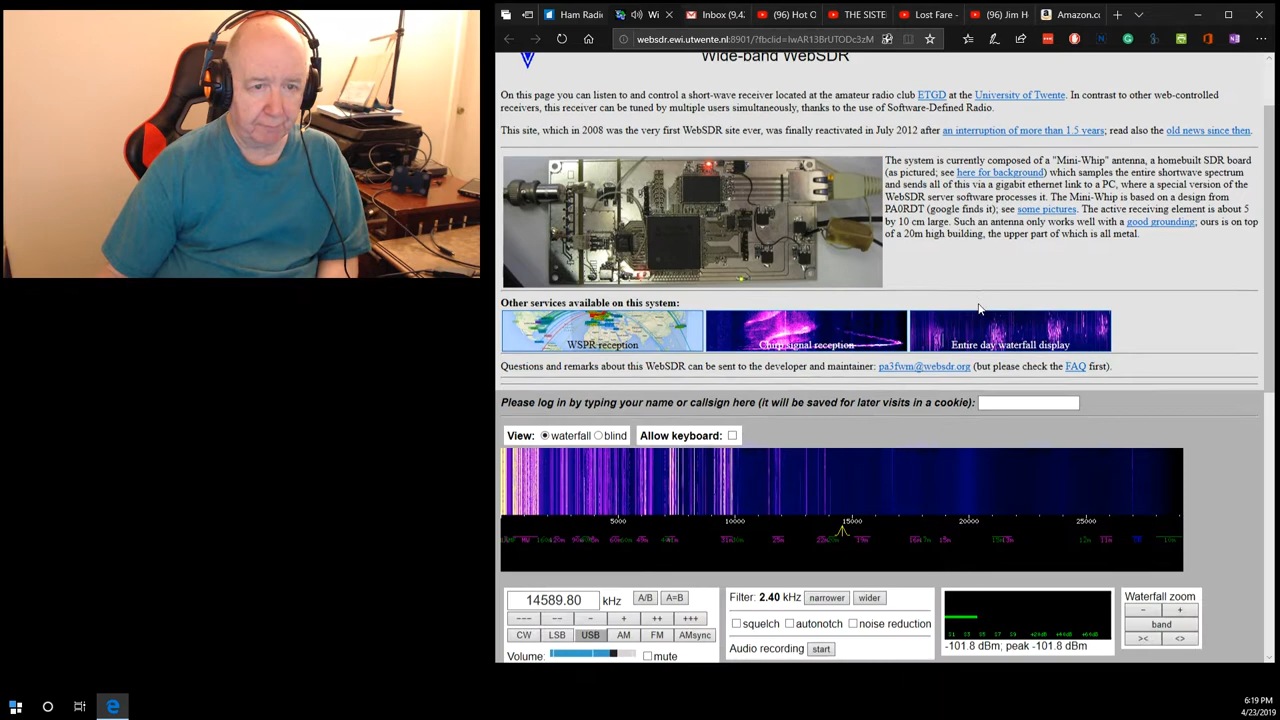 Ham Radi
Wi
Inbox (9,4
(96) Hot O
THE SISTE
Lost Fare -
(96) Jim H
Amazon.co
websdr.ewi.utwente.nl:8901/?fbclid=IwAR13BrUTODc3zM
Wide-band WebSDR
On this page you can listen to and control a short-wave receiver located at the amateur radio club ETGD at the University of Twente. In contrast to other web-controlled
receivers, this receiver can be tuned by multiple users simultaneously, thanks to the use of Software-Defined Radio.
This site, which in 2008 was the very first WebSDR site ever, was finally reactivated in July 2012 after an interruption of more than 1.5 years; read also the old news since then.
The system is currently composed of a "Mini-Whip" antenna, a homebuilt SDR board
(as pictured; see here for background) which samples the entire shortwave spectrum
and sends all of this via a gigabit ethernet link to a PC, where a special version of the
WebSDR server software processes it. The Mini-Whip is based on a design from
PA0RDT (google finds it); see some pictures. The active receiving element is about 5
by 10 cm large. Such an antenna only works well with a good grounding; ours is on top
of a 20m high building, the upper part of which is all metal.
Other services available on this system:
WSPR reception
Chirp signal reception
Entire day waterfall display
Questions and remarks about this WebSDR can be sent to the developer and maintainer: pa3fwm@websdr.org (but please check the FAQ first).
Please log in by typing your name or callsign here (it will be saved for later visits in a cookie):
View: waterfall blind Allow keyboard:
5000 10000 15000 20000 25000
14589.80 kHz A/B A=B
--- -- - + ++ +++
CW LSB USB AM FM AMsync
Volume: mute
Filter: 2.40 kHz narrower wider
squelch autonotch noise reduction
Audio recording start
S1 S3 S5 S7 S9 +20dB +40dB +60dB
-101.8 dBm; peak -101.8 dBm
Waterfall zoom
- +
band
>< <>
6:19 PM
4/23/2019